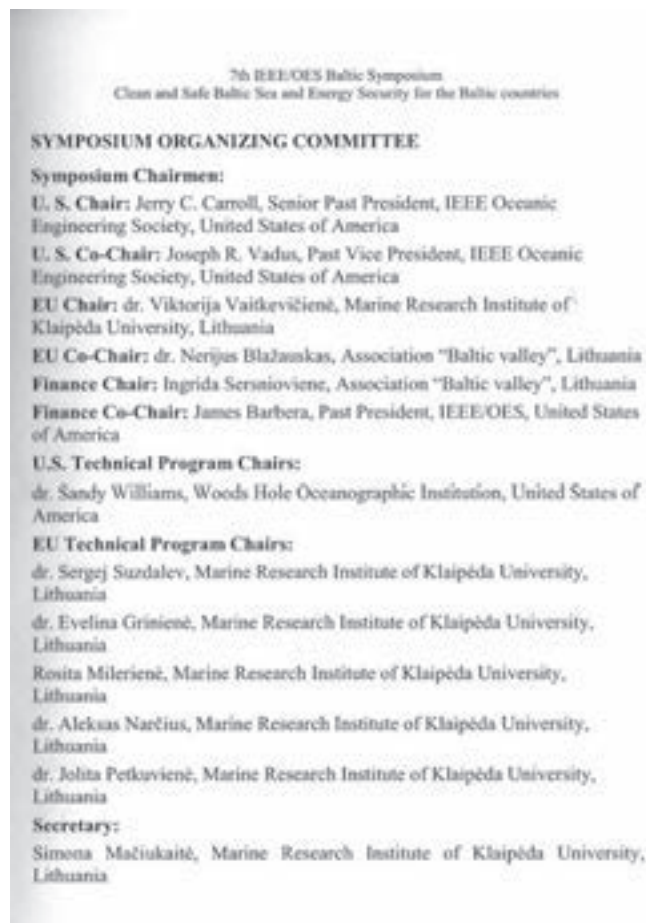 7th IEEE/OES Baltic Symposium
Clean and Safe Baltic Sea and Energy Security for the Baltic countries
SYMPOSIUM ORGANIZING COMMITTEE
Symposium Chairmen:
U. S. Chair: Jerry C. Carroll, Senior Past President, IEEE Oceanic
Engineering Society, United States of America
U. S. Co-Chair: Joseph R. Vadus, Past Vice President, IEEE Oceanic
Engineering Society, United States of America
EU Chair: dr. Viktorija Vaitkevičienė, Marine Research Institute of
Klaipėda University, Lithuania
EU Co-Chair: dr. Nerijus Blažauskas, Association “Baltic valley”, Lithuania
Finance Chair: Ingrida Sersnioviene, Association “Baltic valley”, Lithuania
Finance Co-Chair: James Barbera, Past President, IEEE/OES, United States
of America
U.S. Technical Program Chairs:
dr. Sandy Williams, Woods Hole Oceanographic Institution, United States of
America
EU Technical Program Chairs:
dr. Sergej Suzdalev, Marine Research Institute of Klaipėda University,
Lithuania
dr. Evelina Grinienė, Marine Research Institute of Klaipėda University,
Lithuania
Rosita Milerienė, Marine Research Institute of Klaipėda University,
Lithuania
dr. Aleksas Narčius, Marine Research Institute of Klaipėda University,
Lithuania
dr. Jolita Petkuvienė, Marine Research Institute of Klaipėda University,
Lithuania
Secretary:
Simona Mačiukaitė, Marine Research Institute of Klaipėda University,
Lithuania